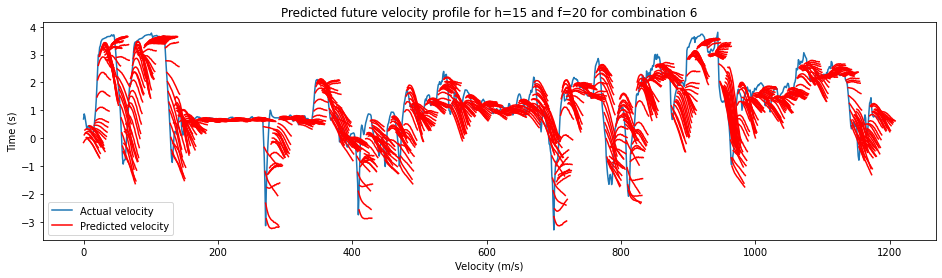 Predicted future velocity profile for h=15 and f=20 for combination 6
Time (s)
4
3
2
1
0
−1
−2
−3
Actual velocity
Predicted velocity
0 200 400 600 800 1000 1200
Velocity (m/s)